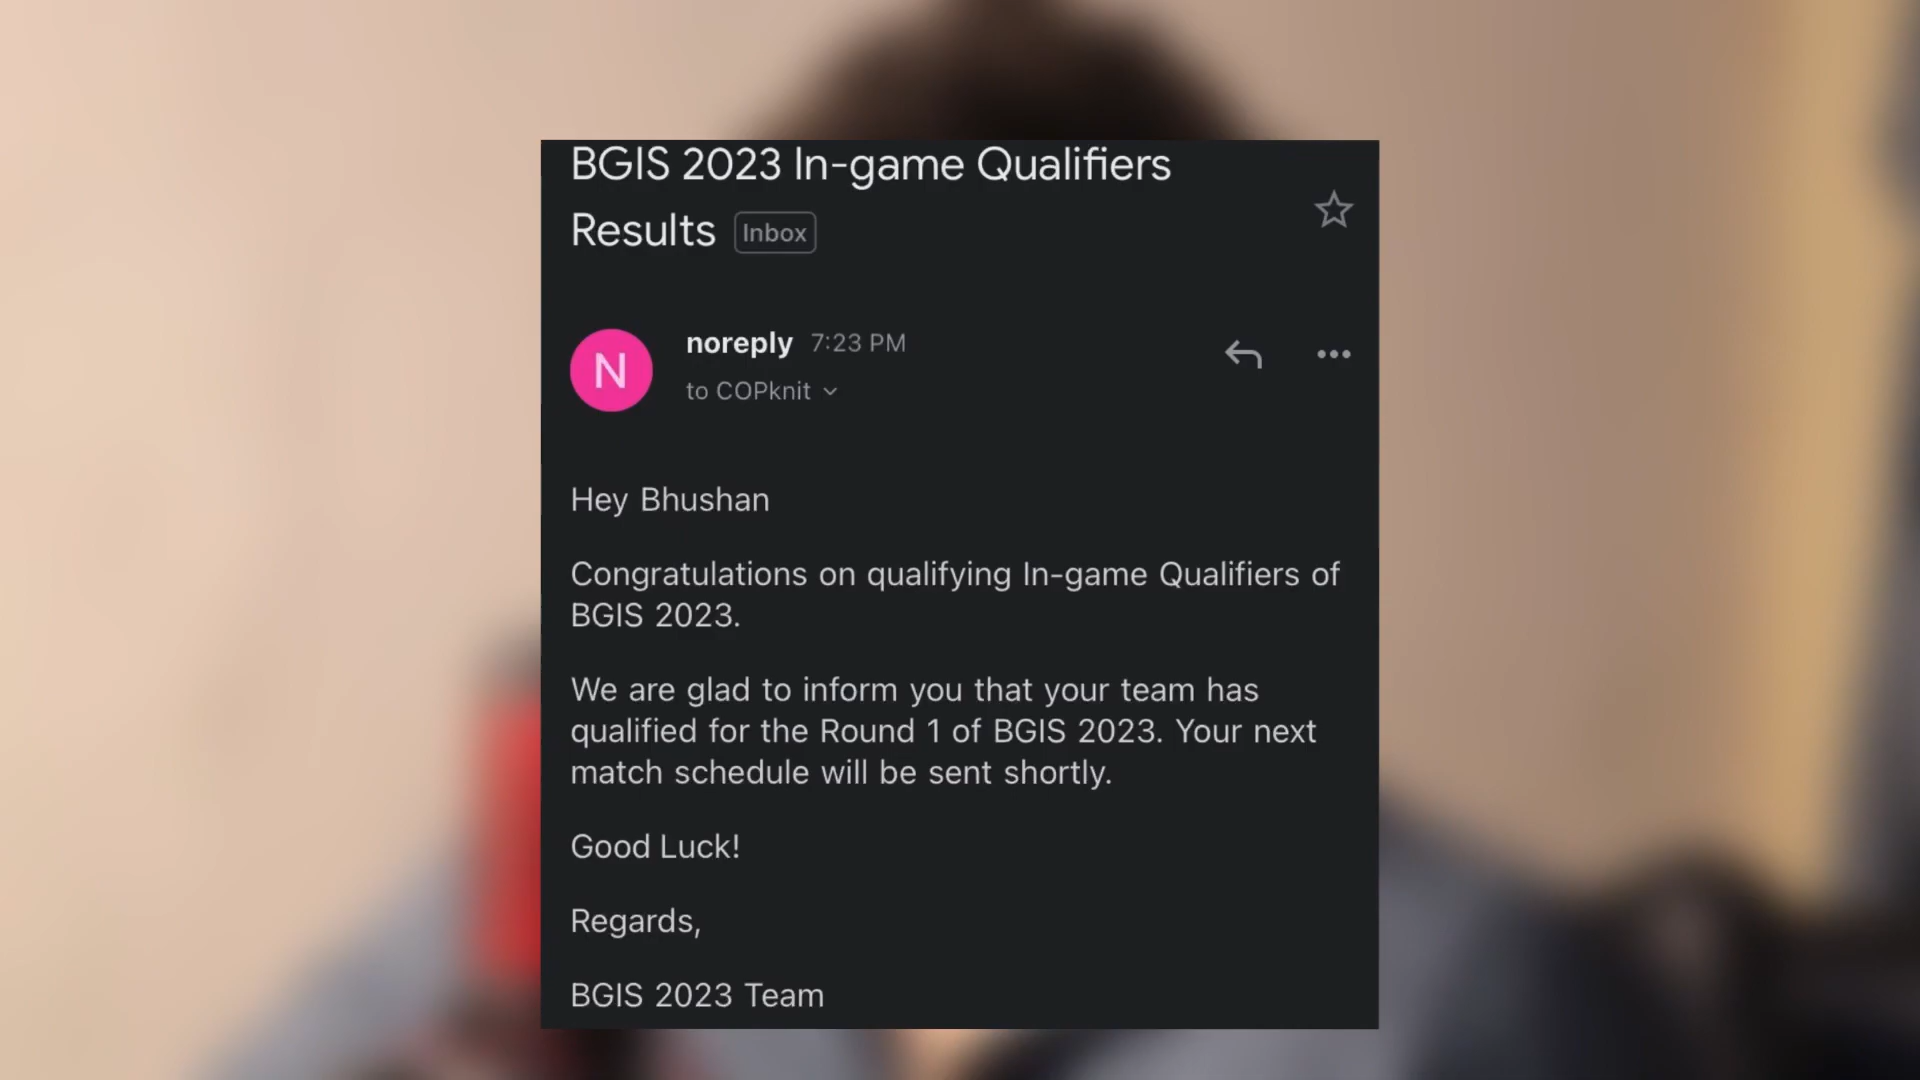 BGIS 2023 In-game Qualifiers
Results Inbox
N
noreply 7:23 PM
to COPknit
Hey Bhushan
Congratulations on qualifying In-game Qualifiers of
BGIS 2023.
We are glad to inform you that your team has
qualified for the Round 1 of BGIS 2023. Your next
match schedule will be sent shortly.
Good Luck!
Regards,
BGIS 2023 Team